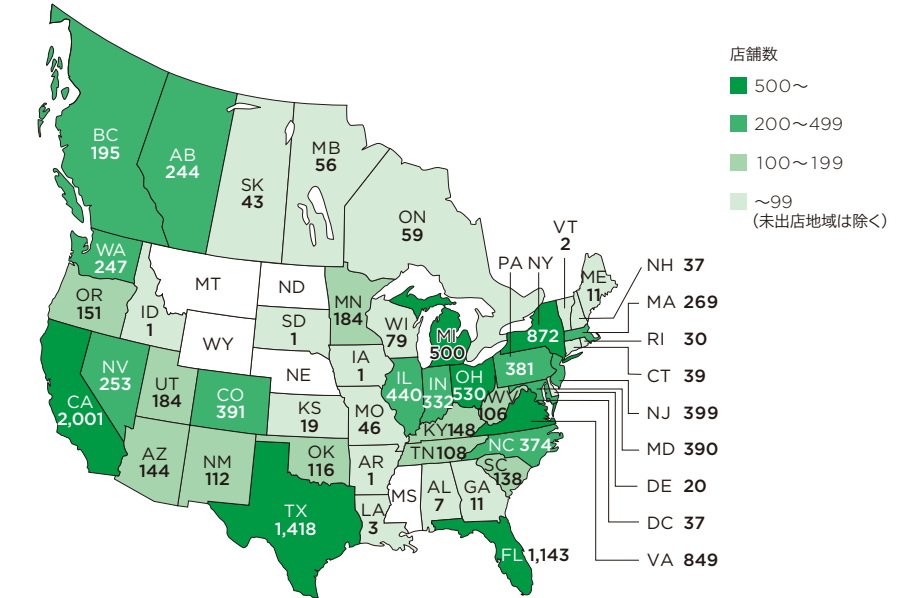 店舗数
500〜
200〜499
100〜199
〜99
(未出店地域は除く)
BC
195
AB
244
SK
43
MB
56
ON
59
VT
2
WA
247
OR
151
ID
1
MT
WY
ND
SD
1
NE
MN
184
WI
79
MI
500
PA NY
872
381
ME
11
NH 37
MA 269
RI 30
CT 39
NJ 399
MD 390
DE 20
DC 37
VA 849
CA
2,001
NV
253
UT
184
CO
391
KS
19
IA
1
MO
46
IL
440
IN
332
OH
530
WV
106
KY148
TN108
NC 374
SC
138
AZ
144
NM
112
OK
116
AR
1
TX
1,418
LA
3
MS
AL
7
GA
11
FL 1,143